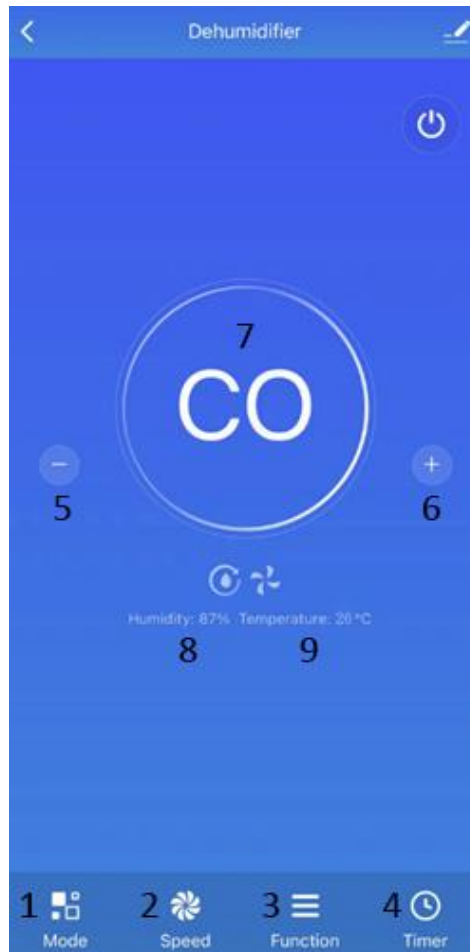 Dehumidifier
7
CO
5
6
Humidity: 87% Temperature: 26°C
8 9
1 2 3 4
Mode Speed Function Timer